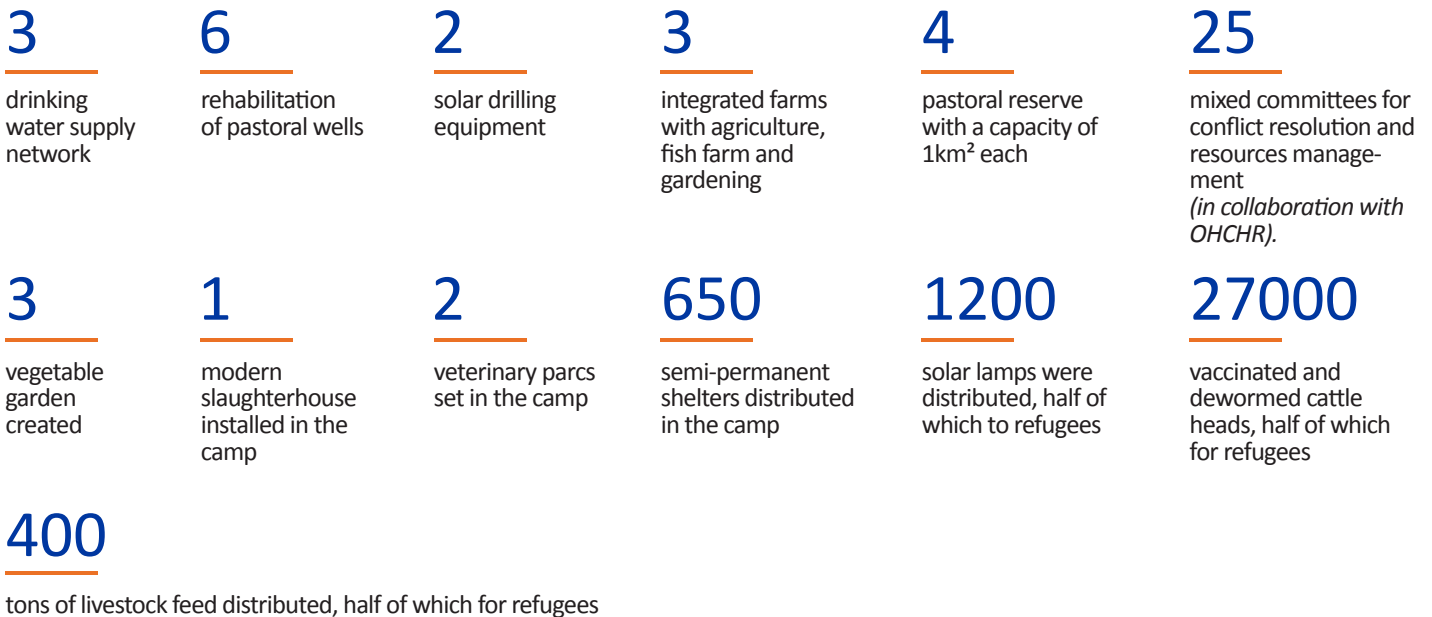 3
drinking
water supply
network
6
rehabilitation
of pastoral wells
2
solar drilling
equipment
3
integrated farms
with agriculture,
fish farm and
gardening
4
pastoral reserve
with a capacity of
1km² each
25
mixed committees for
conflict resolution and
resources manage-
ment
(in collaboration with
OHCHR).
3
vegetable
garden
created
1
modern
slaughterhouse
installed in the
camp
2
veterinary parcs
set in the camp
650
semi-permanent
shelters distributed
in the camp
1200
solar lamps were
distributed, half of
which to refugees
27000
vaccinated and
dewormed cattle
heads, half of which
for refugees
400
tons of livestock feed distributed, half of which for refugees